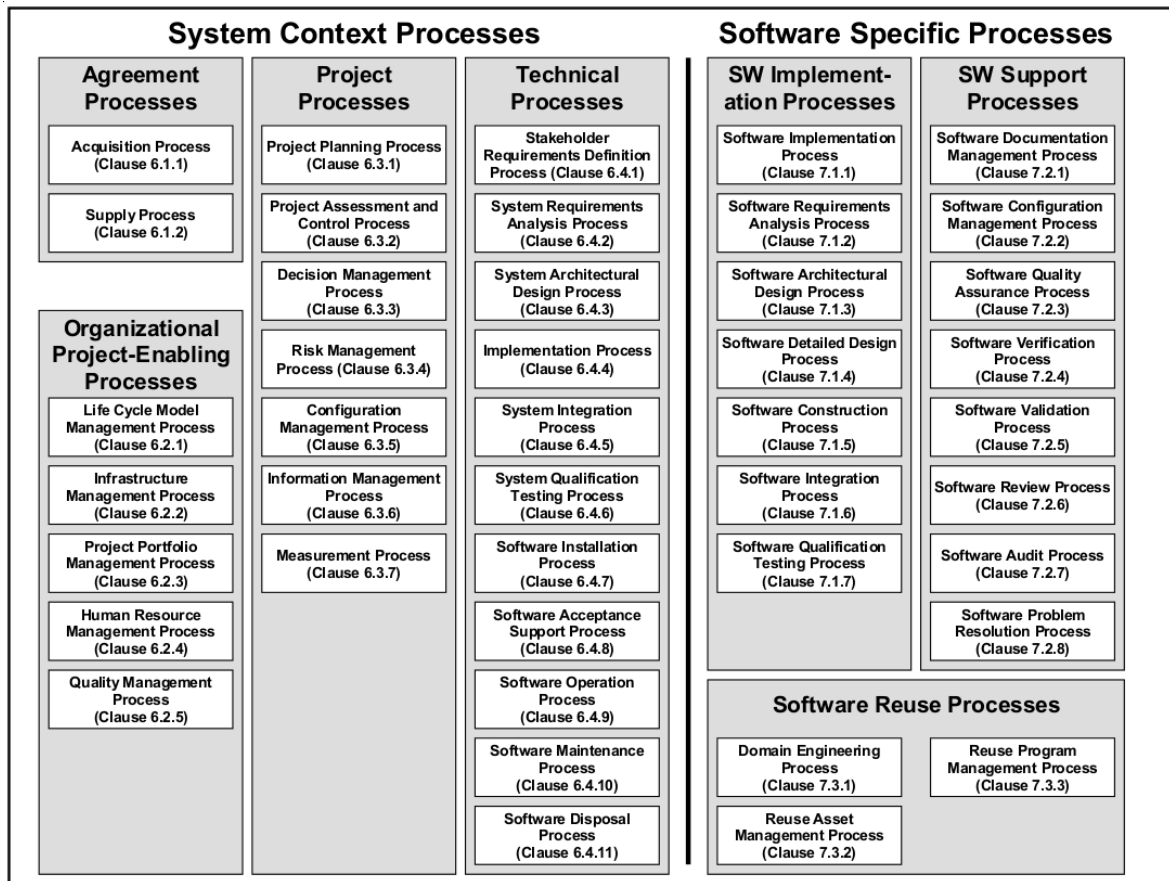 System Context Processes
Software Specific Processes
Agreement
Processes
Acquisition Process
(Clause 6.1.1)
Supply Process
(Clause 6.1.2)
Organizational
Project-Enabling
Processes
Life Cycle Model
Management Process
(Clause 6.2.1)
Infrastructure
Management Process
(Clause 6.2.2)
Project Portfolio
Management Process
(Clause 6.2.3)
Human Resource
Management Process
(Clause 6.2.4)
Quality Management
Process
(Clause 6.2.5)
Project
Processes
Project Planning Process
(Clause 6.3.1)
Project Assessment and
Control Process
(Clause 6.3.2)
Decision Management
Process
(Clause 6.3.3)
Risk Management
Process (Clause 6.3.4)
Configuration
Management Process
(Clause 6.3.5)
Information Management
Process
(Clause 6.3.6)
Measurement Process
(Clause 6.3.7)
Technical
Processes
Stakeholder
Requirements Definition
Process (Clause 6.4.1)
System Requirements
Analysis Process
(Clause 6.4.2)
System Architectural
Design Process
(Clause 6.4.3)
Implementation Process
(Clause 6.4.4)
System Integration
Process
(Clause 6.4.5)
System Qualification
Testing Process
(Clause 6.4.6)
Software Installation
Process
(Clause 6.4.7)
Software Acceptance
Support Process
(Clause 6.4.8)
Software Operation
Process
(Clause 6.4.9)
Software Maintenance
Process
(Clause 6.4.10)
Software Disposal
Process
(Clause 6.4.11)
SW Implement-
ation Processes
Software Implementation
Process
(Clause 7.1.1)
Software Requirements
Analysis Process
(Clause 7.1.2)
Software Architectural
Design Process
(Clause 7.1.3)
Software Detailed Design
Process
(Clause 7.1.4)
Software Construction
Process
(Clause 7.1.5)
Software Integration
Process
(Clause 7.1.6)
Software Qualification
Testing Process
(Clause 7.1.7)
SW Support
Processes
Software Documentation
Management Process
(Clause 7.2.1)
Software Configuration
Management Process
(Clause 7.2.2)
Software Quality
Assurance Process
(Clause 7.2.3)
Software Verification
Process
(Clause 7.2.4)
Software Validation
Process
(Clause 7.2.5)
Software Review Process
(Clause 7.2.6)
Software Audit Process
(Clause 7.2.7)
Software Problem
Resolution Process
(Clause 7.2.8)
Software Reuse Processes
Domain Engineering
Process
(Clause 7.3.1)
Reuse Asset
Management Process
(Clause 7.3.2)
Reuse Program
Management Process
(Clause 7.3.3)